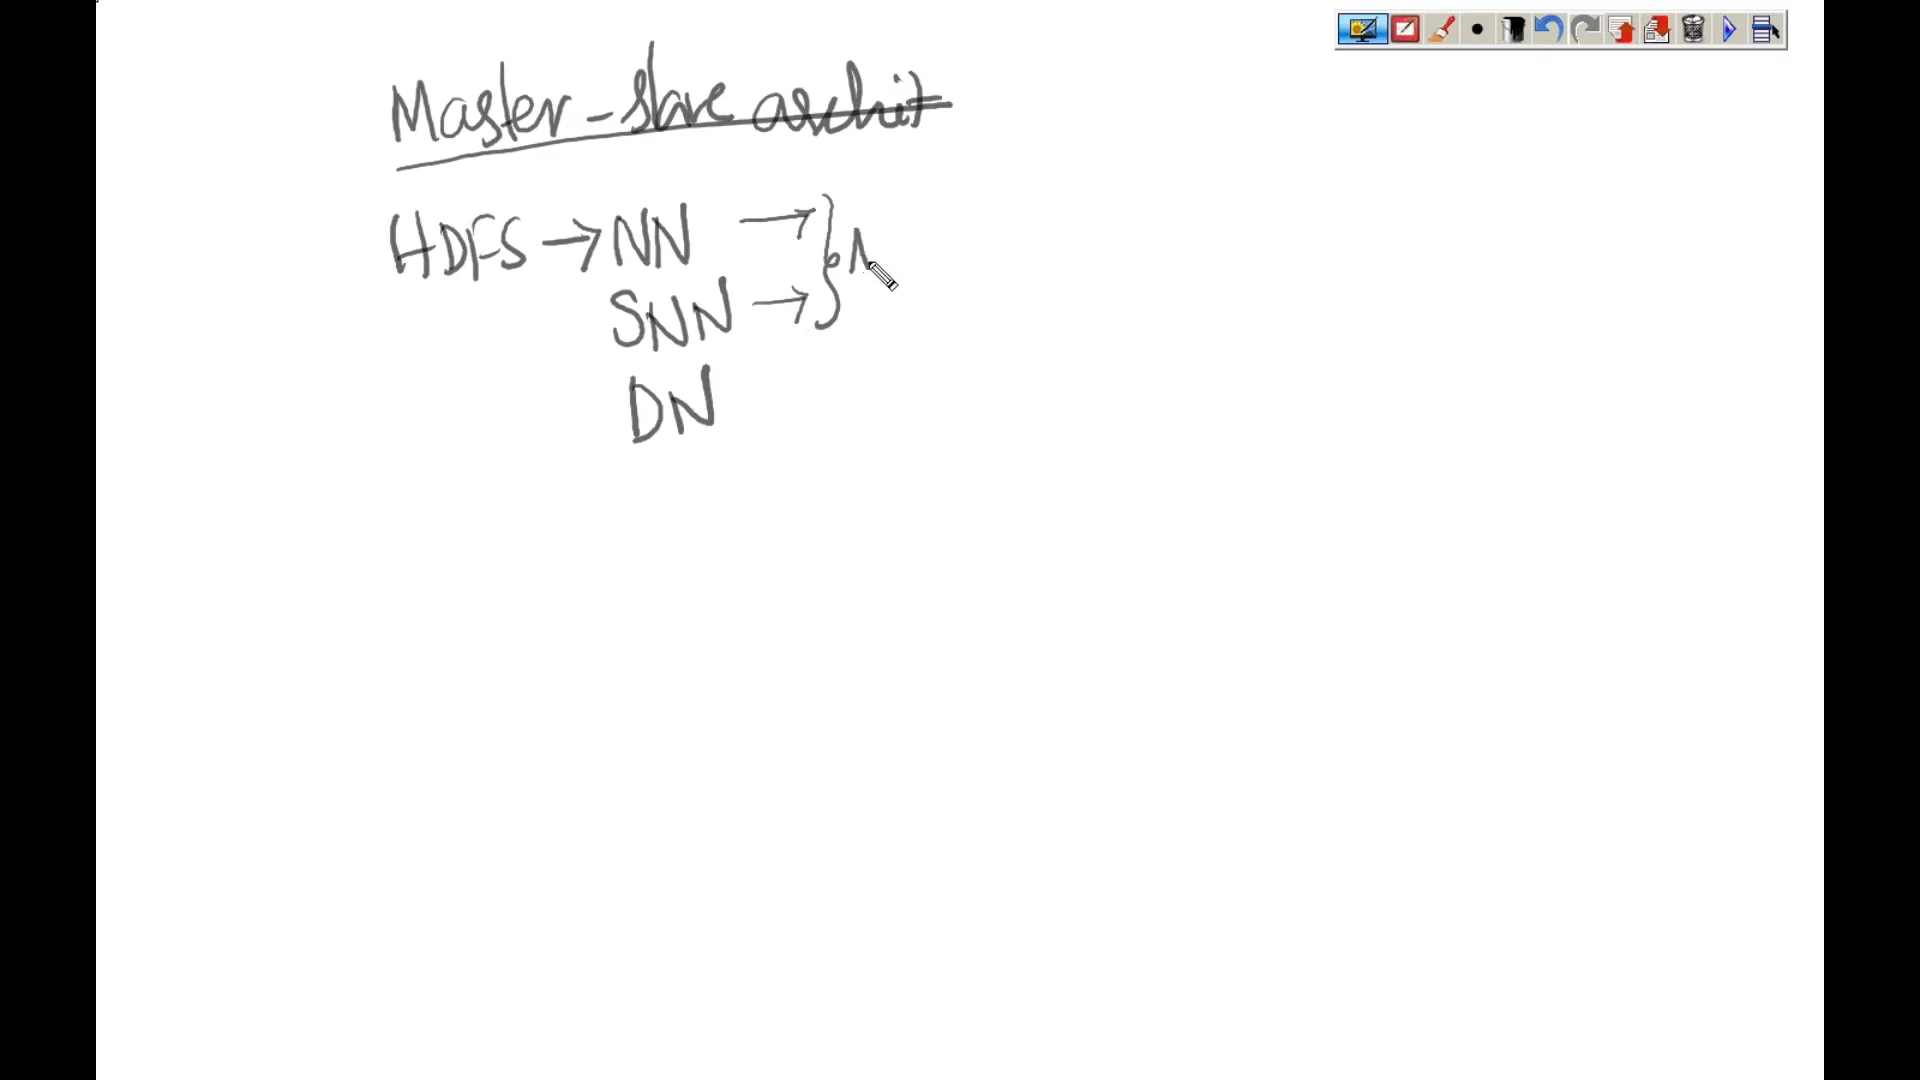 Master - slave archit
HDFS → NN → }
SNN → }
DN